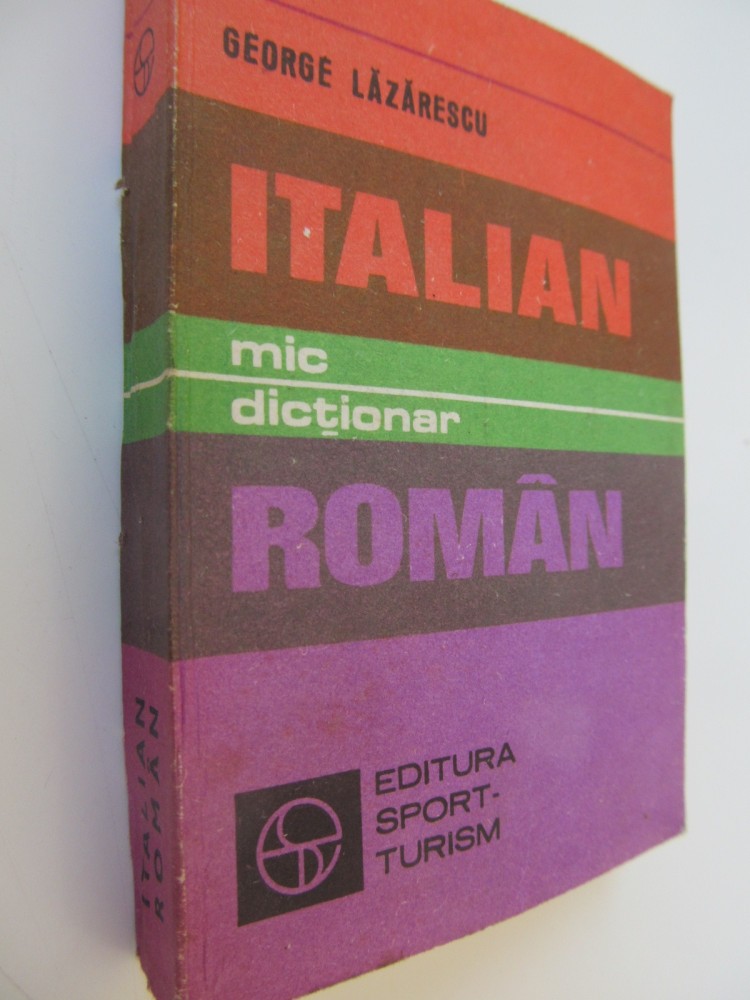 GEORGE LĂZĂRESCU
ITALIAN
mic
dicționar
ROMÂN
EDITURA
SPORT-
TURISM
ITALIAN
ROMÂN